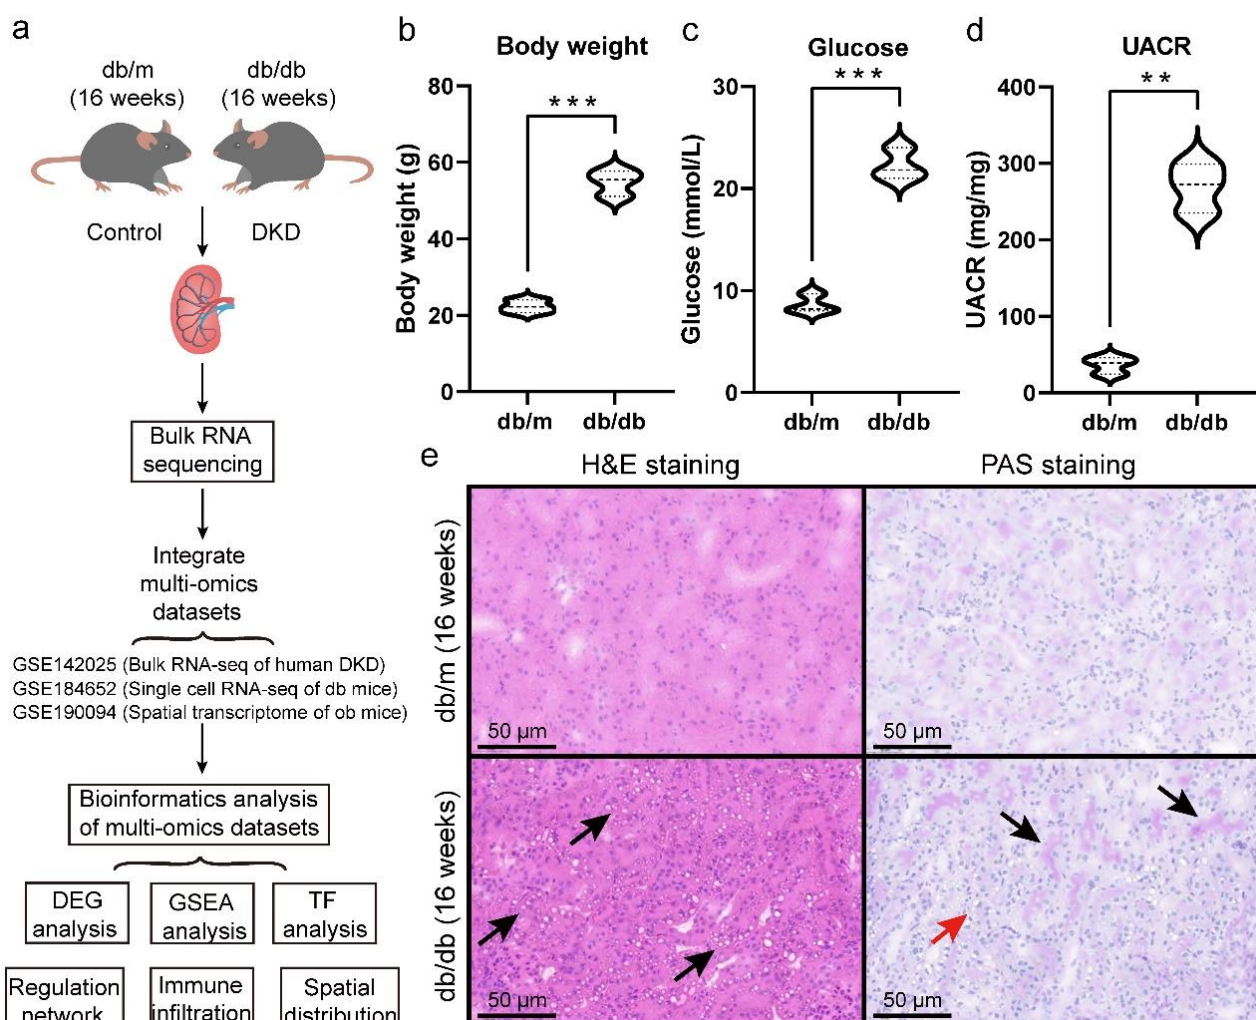 a
db/m
(16 weeks)
db/db
(16 weeks)
Control
DKD
Bulk RNA
sequencing
Integrate
multi-omics
datasets
GSE142025 (Bulk RNA-seq of human DKD)
GSE184652 (Single cell RNA-seq of db mice)
GSE190094 (Spatial transcriptome of ob mice)
Bioinformatics analysis
of multi-omics datasets
DEG
analysis
GSEA
analysis
TF
analysis
Regulation
network
Immune
infiltration
Spatial
distribution
b
Body weight
Body weight (g)
80
60
40
20
0
***
db/m
db/db
c
Glucose
Glucose (mmol/L)
30
20
10
0
***
db/m
db/db
d
UACR
UACR (mg/mg)
400
300
200
100
0
**
db/m
db/db
e
H&E staining
PAS staining
db/m (16 weeks)
50 μm
50 μm
db/db (16 weeks)
50 μm
50 μm